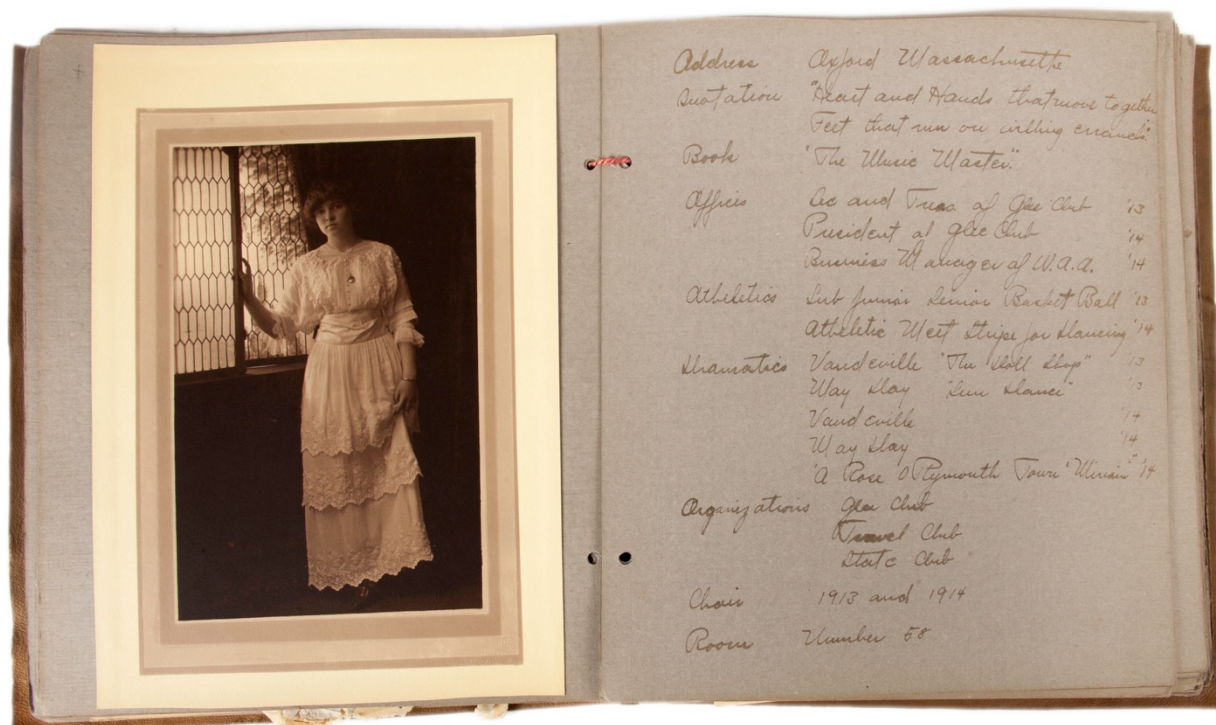 Address Oxford Massachusetts
Quotation "Heart and Hands that move together
Feet that run on willing errands".
Book "The Music Master".
Offices and Treas of Glee Club '13
President of Glee Club '14
Business Manager of W.A.A. '14
Atheletics Sub Junior Senior Basket Ball '13
Atheletic Meet Stripe for Dancing '14
Dramatics Vaudeville "The Doll Shop" '13
May Day "Sun Dance" '13
Vaudeville '14
May Day '14
"A Rose O Plymouth Town" "Miriam" '14
Organizations Glee Club
Travel Club
State Club
Choir 1913 and 1914
Room Number 58